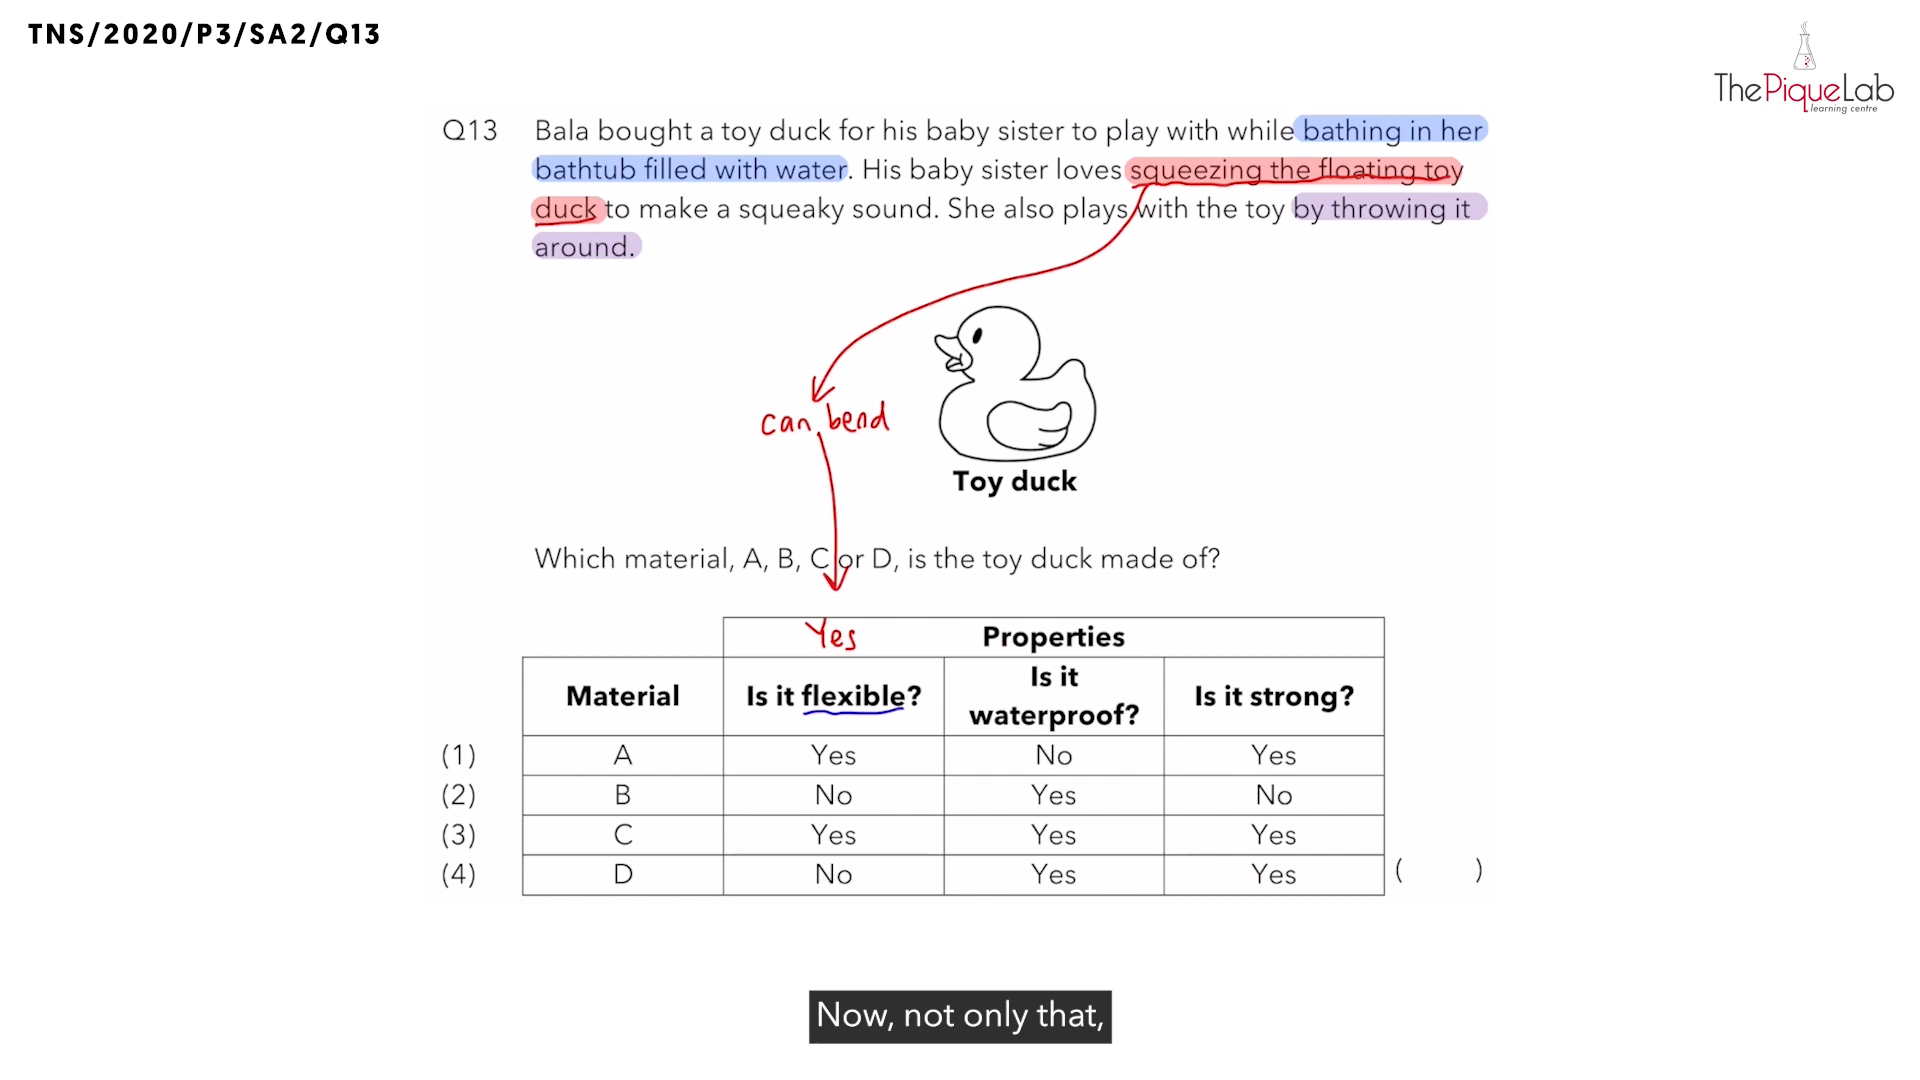 TNS/2020/P3/SA2/Q13
ThePiqueLab
learning centre
Q13 Bala bought a toy duck for his baby sister to play with while bathing in her
bathtub filled with water. His baby sister loves squeezing the floating toy
duck to make a squeaky sound. She also plays with the toy by throwing it
around.
can bend
Toy duck
Which material, A, B, C or D, is the toy duck made of?
Yes Properties
Material Is it flexible? Is it waterproof? Is it strong?
(1) A Yes No Yes
(2) B No Yes No
(3) C Yes Yes Yes
(4) D No Yes Yes ( )
Now, not only that,